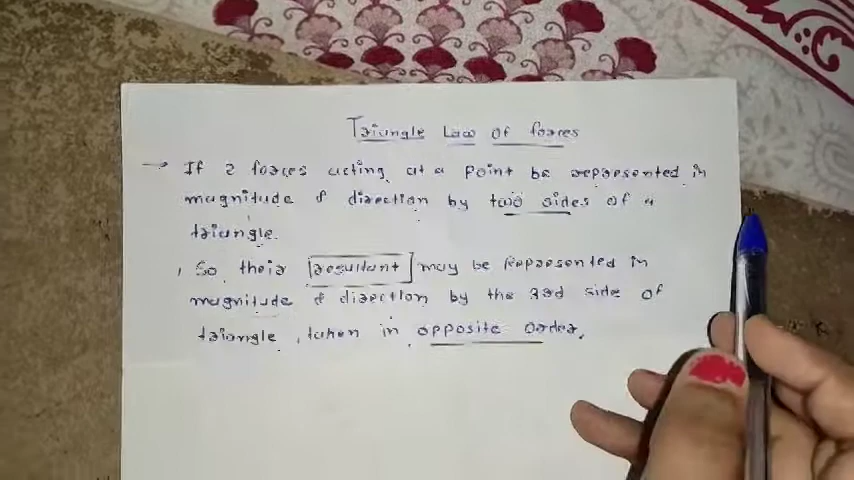 Triangle Law of forces
→ If 2 forces acting at a point be represented in
magnitude & direction by two sides of a
triangle.
So their resultant may be Represented in
magnitude & direction by the 3rd side of
triangle, taken in opposite order.